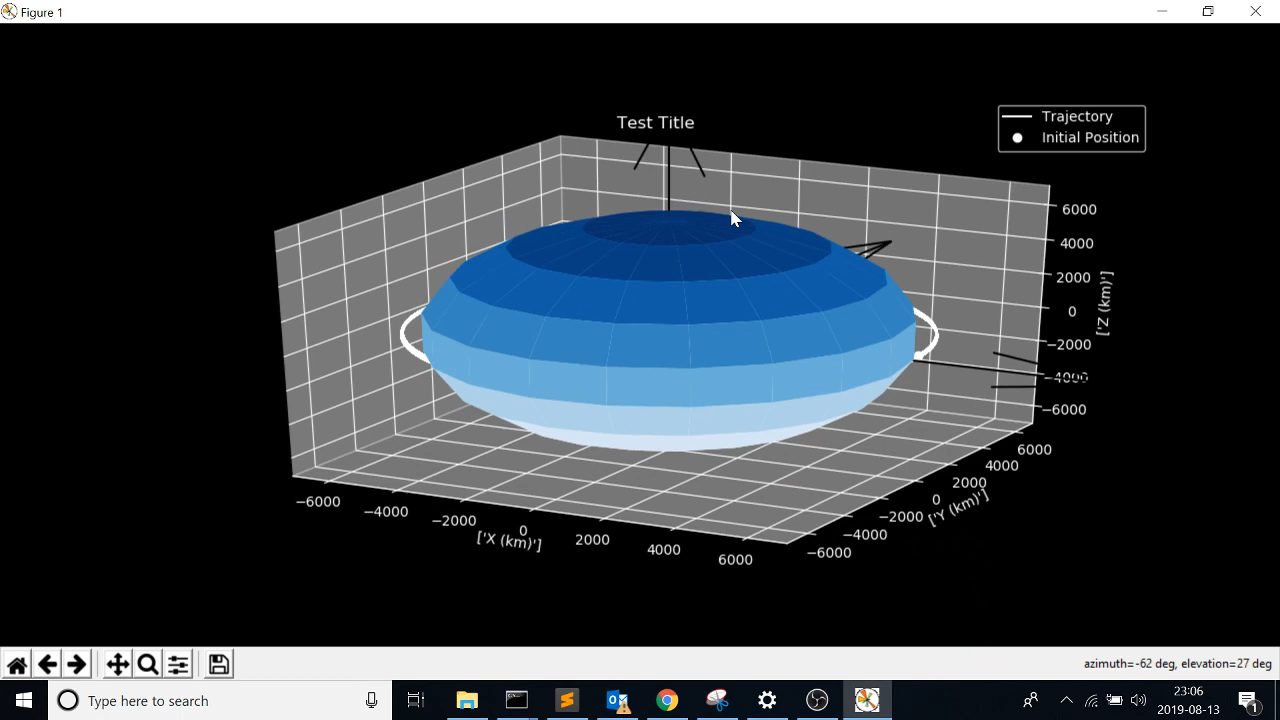 Figure 1
Test Title
Trajectory
Initial Position
6000
4000
2000
0
−2000
−4000
−6000
['Z (km)']
6000
4000
2000
0
−2000
−4000
−6000
['Y (km)']
−6000
−4000
−2000
0
2000
4000
6000
['X (km)']
azimuth=-62 deg, elevation=27 deg
Type here to search
23:06
2019-08-13
1